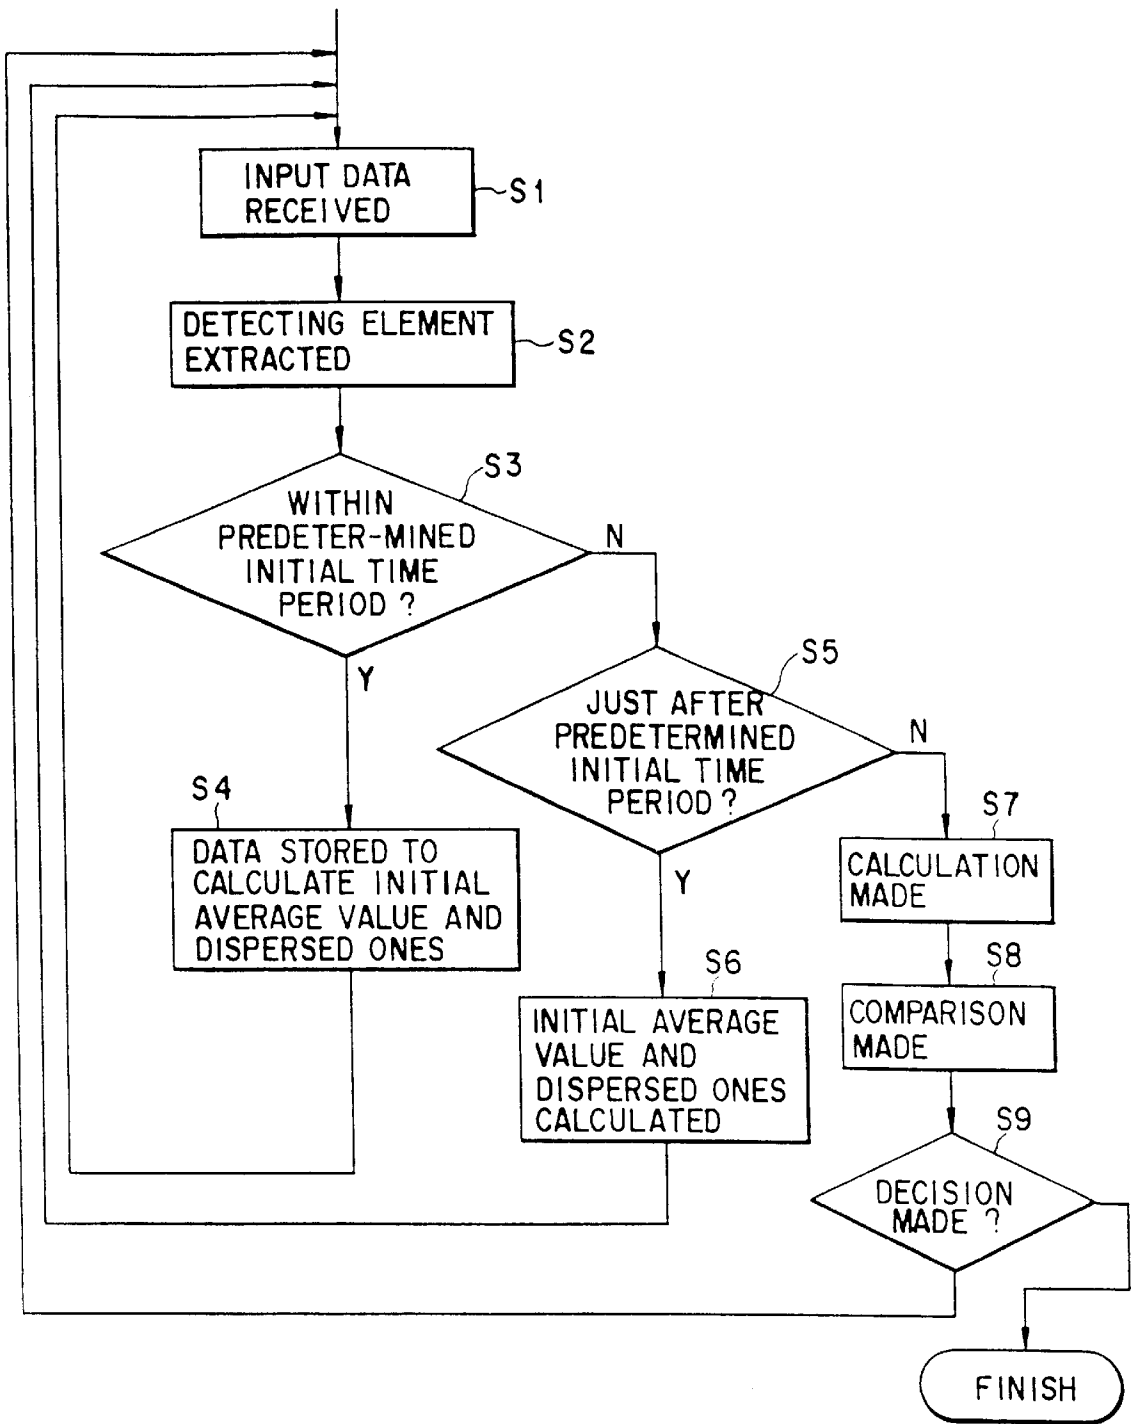 INPUT DATA
RECEIVED
S1
DETECTING ELEMENT
EXTRACTED
S2
S3
WITHIN
PREDETER-MINED
INITIAL TIME
PERIOD ?
N
Y
S5
JUST AFTER
PREDETERMINED
INITIAL TIME
PERIOD ?
N
Y
S4
DATA STORED TO
CALCULATE INITIAL
AVERAGE VALUE AND
DISPERSED ONES
S7
CALCULATION
MADE
S6
INITIAL AVERAGE
VALUE AND
DISPERSED ONES
CALCULATED
S8
COMPARISON
MADE
S9
DECISION
MADE ?
FINISH